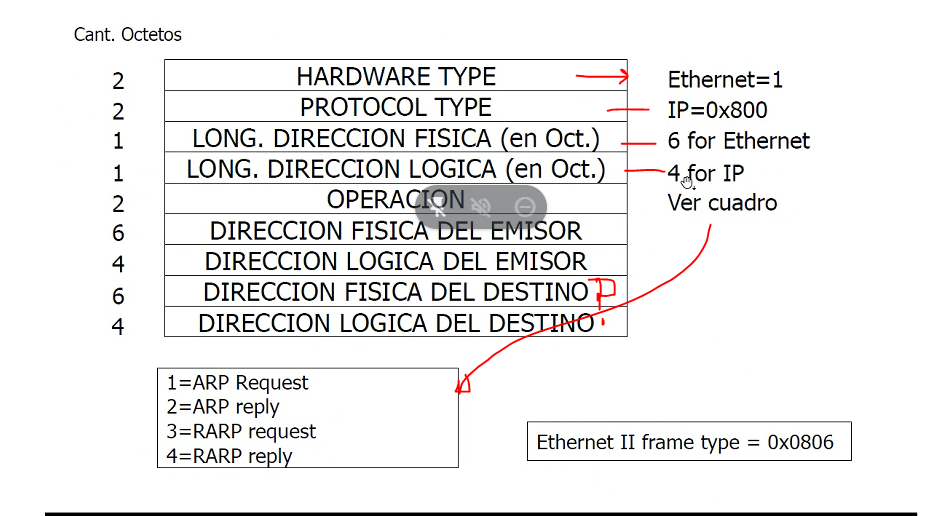 Cant. Octetos
2 HARDWARE TYPE Ethernet=1
2 PROTOCOL TYPE IP=0x800
1 LONG. DIRECCION FISICA (en Oct.) 6 for Ethernet
1 LONG. DIRECCION LOGICA (en Oct.) 4 for IP
2 OPERACION Ver cuadro
6 DIRECCION FISICA DEL EMISOR
4 DIRECCION LOGICA DEL EMISOR
6 DIRECCION FISICA DEL DESTINO
4 DIRECCION LOGICA DEL DESTINO
1=ARP Request
2=ARP reply
3=RARP request
4=RARP reply
Ethernet II frame type = 0x0806